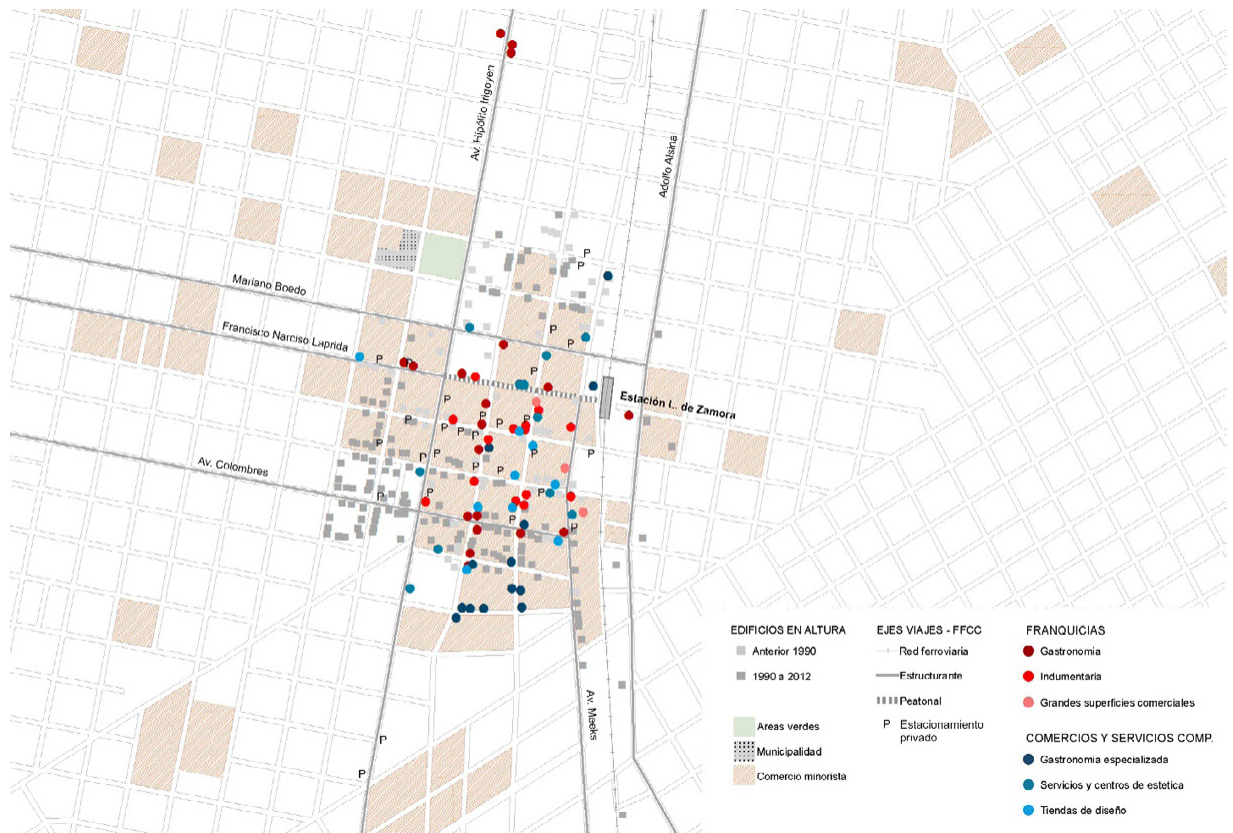 Av. Hipólito Irigoyen
Adolfo Alsina
P
P
Mariano Boedo
P
P
Francisco Narciso Laprida
P
P
P
Estación L. de Zamora
P
P
P
P
P
P
P
P
P
P
P
P
P
P
Av. Colombres
P
P
P
P
P
P
P
Av. Meeks
P
P
EDIFICIOS EN ALTURA
Anterior 1990
1990 a 2012
Areas verdes
Municipalidad
Comercio minorista
EJES VIAJES - FFCC
Red ferroviaria
Estructurante
Peatonal
P Estacionamiento
privado
FRANQUICIAS
Gastronomia
Indumentaria
Grandes superficies comerciales
COMERCIOS Y SERVICIOS COMP.
Gastronomia especializada
Servicios y centros de estetica
Tiendas de diseño